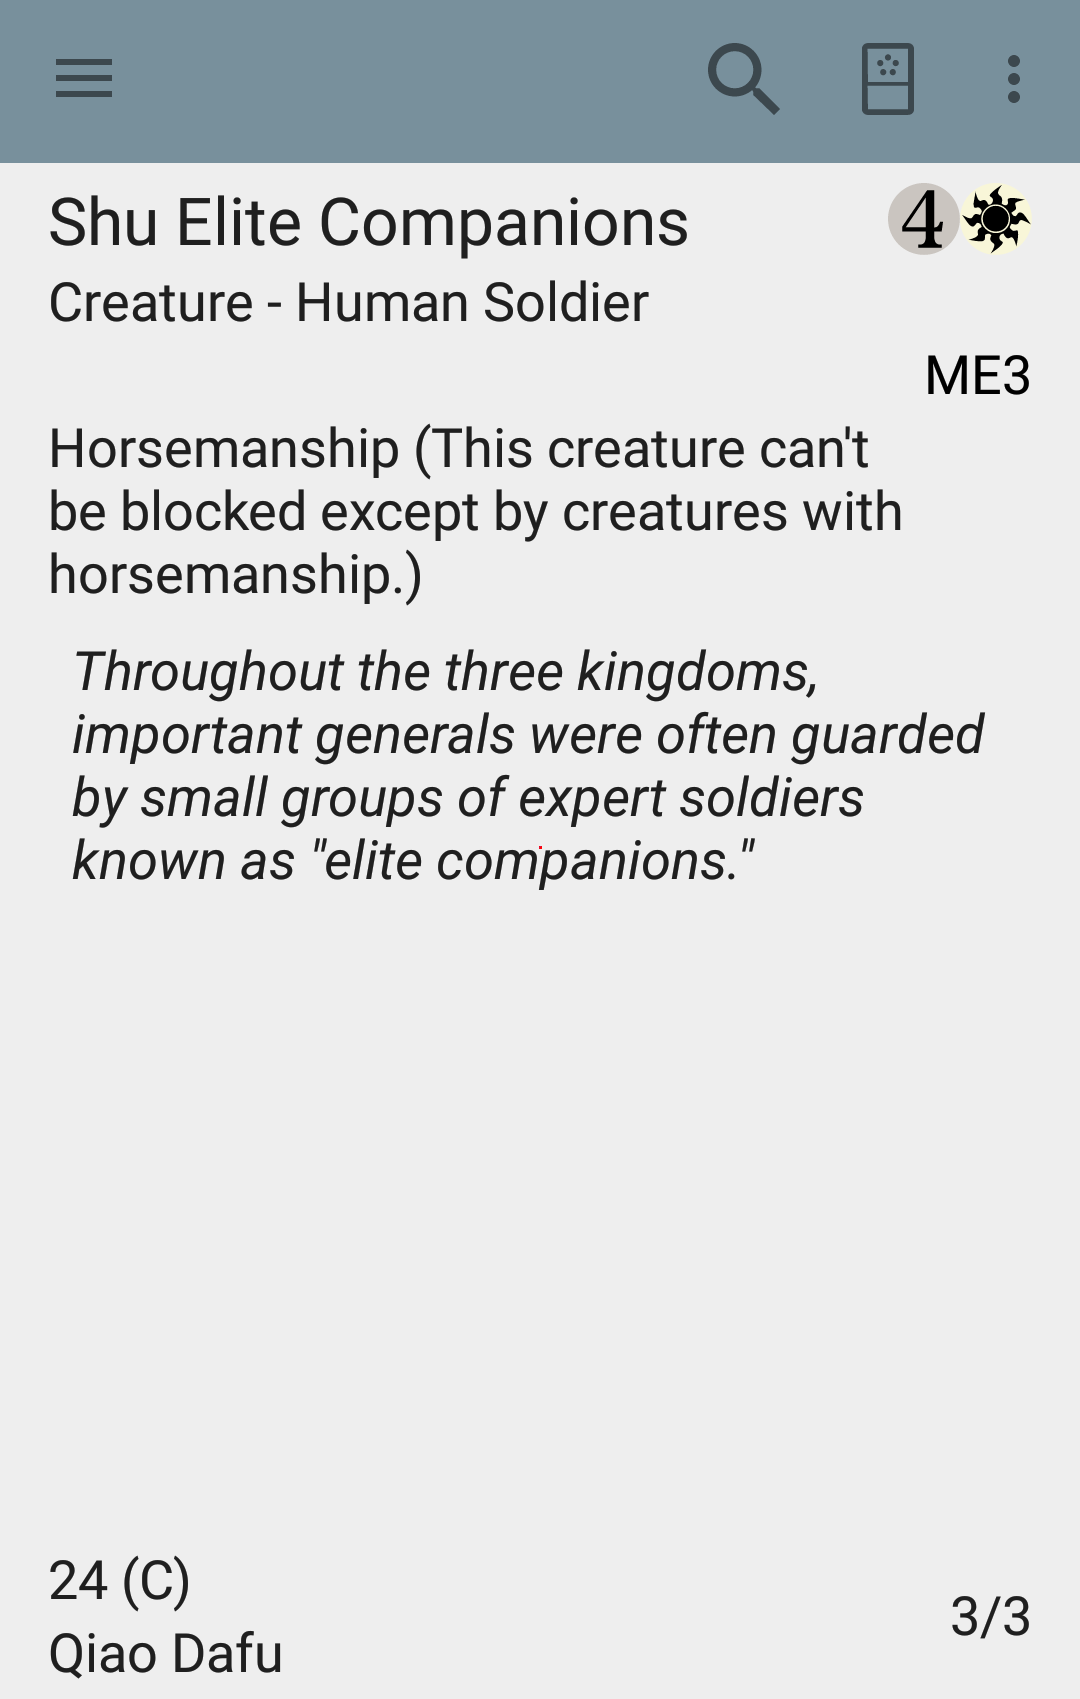 Shu Elite Companions 4
Creature - Human Soldier
ME3
Horsemanship (This creature can't
be blocked except by creatures with
horsemanship.)
Throughout the three kingdoms,
important generals were often guarded
by small groups of expert soldiers
known as "elite companions."
24 (C)
3/3
Qiao Dafu